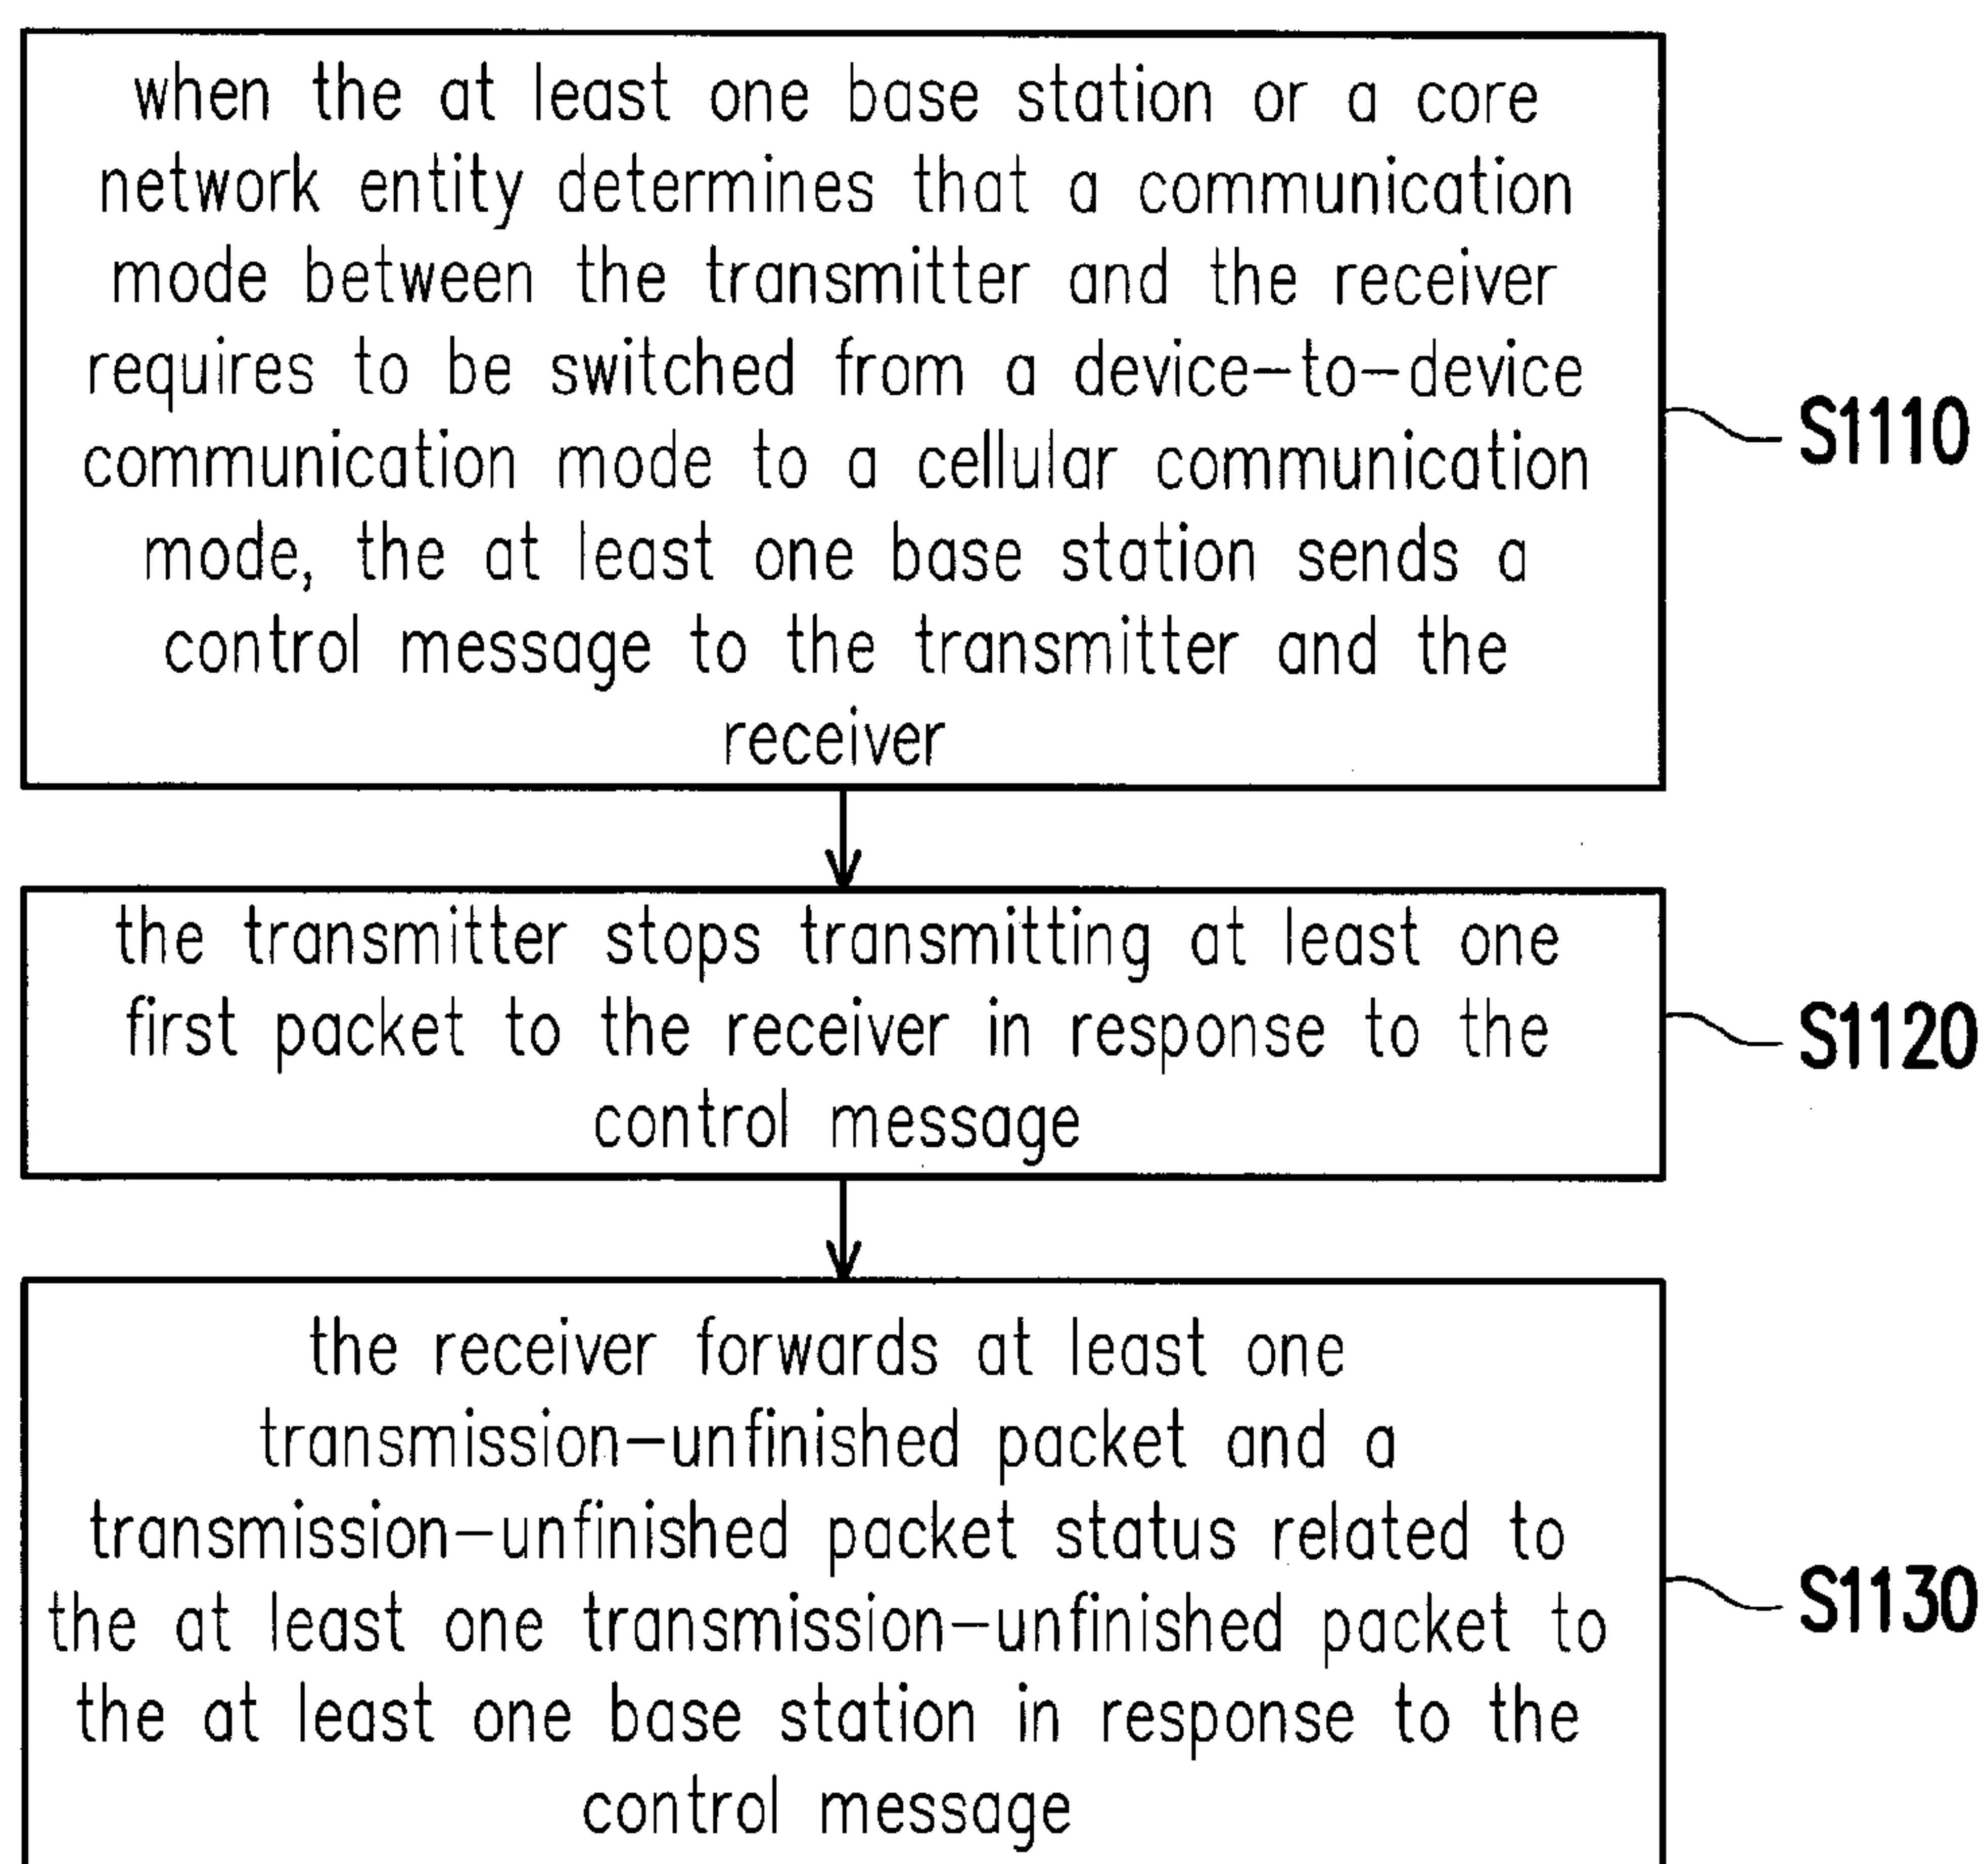 when the at least one base station or a core
network entity determines that a communication
mode between the transmitter and the receiver
requires to be switched from a device-to-device
communication mode to a cellular communication
mode, the at least one base station sends a
control message to the transmitter and the
receiver
S1110
the transmitter stops transmitting at least one
first packet to the receiver in response to the
control message
S1120
the receiver forwards at least one
transmission-unfinished packet and a
transmission-unfinished packet status related to
the at least one transmission-unfinished packet to
the at least one base station in response to the
control message
S1130